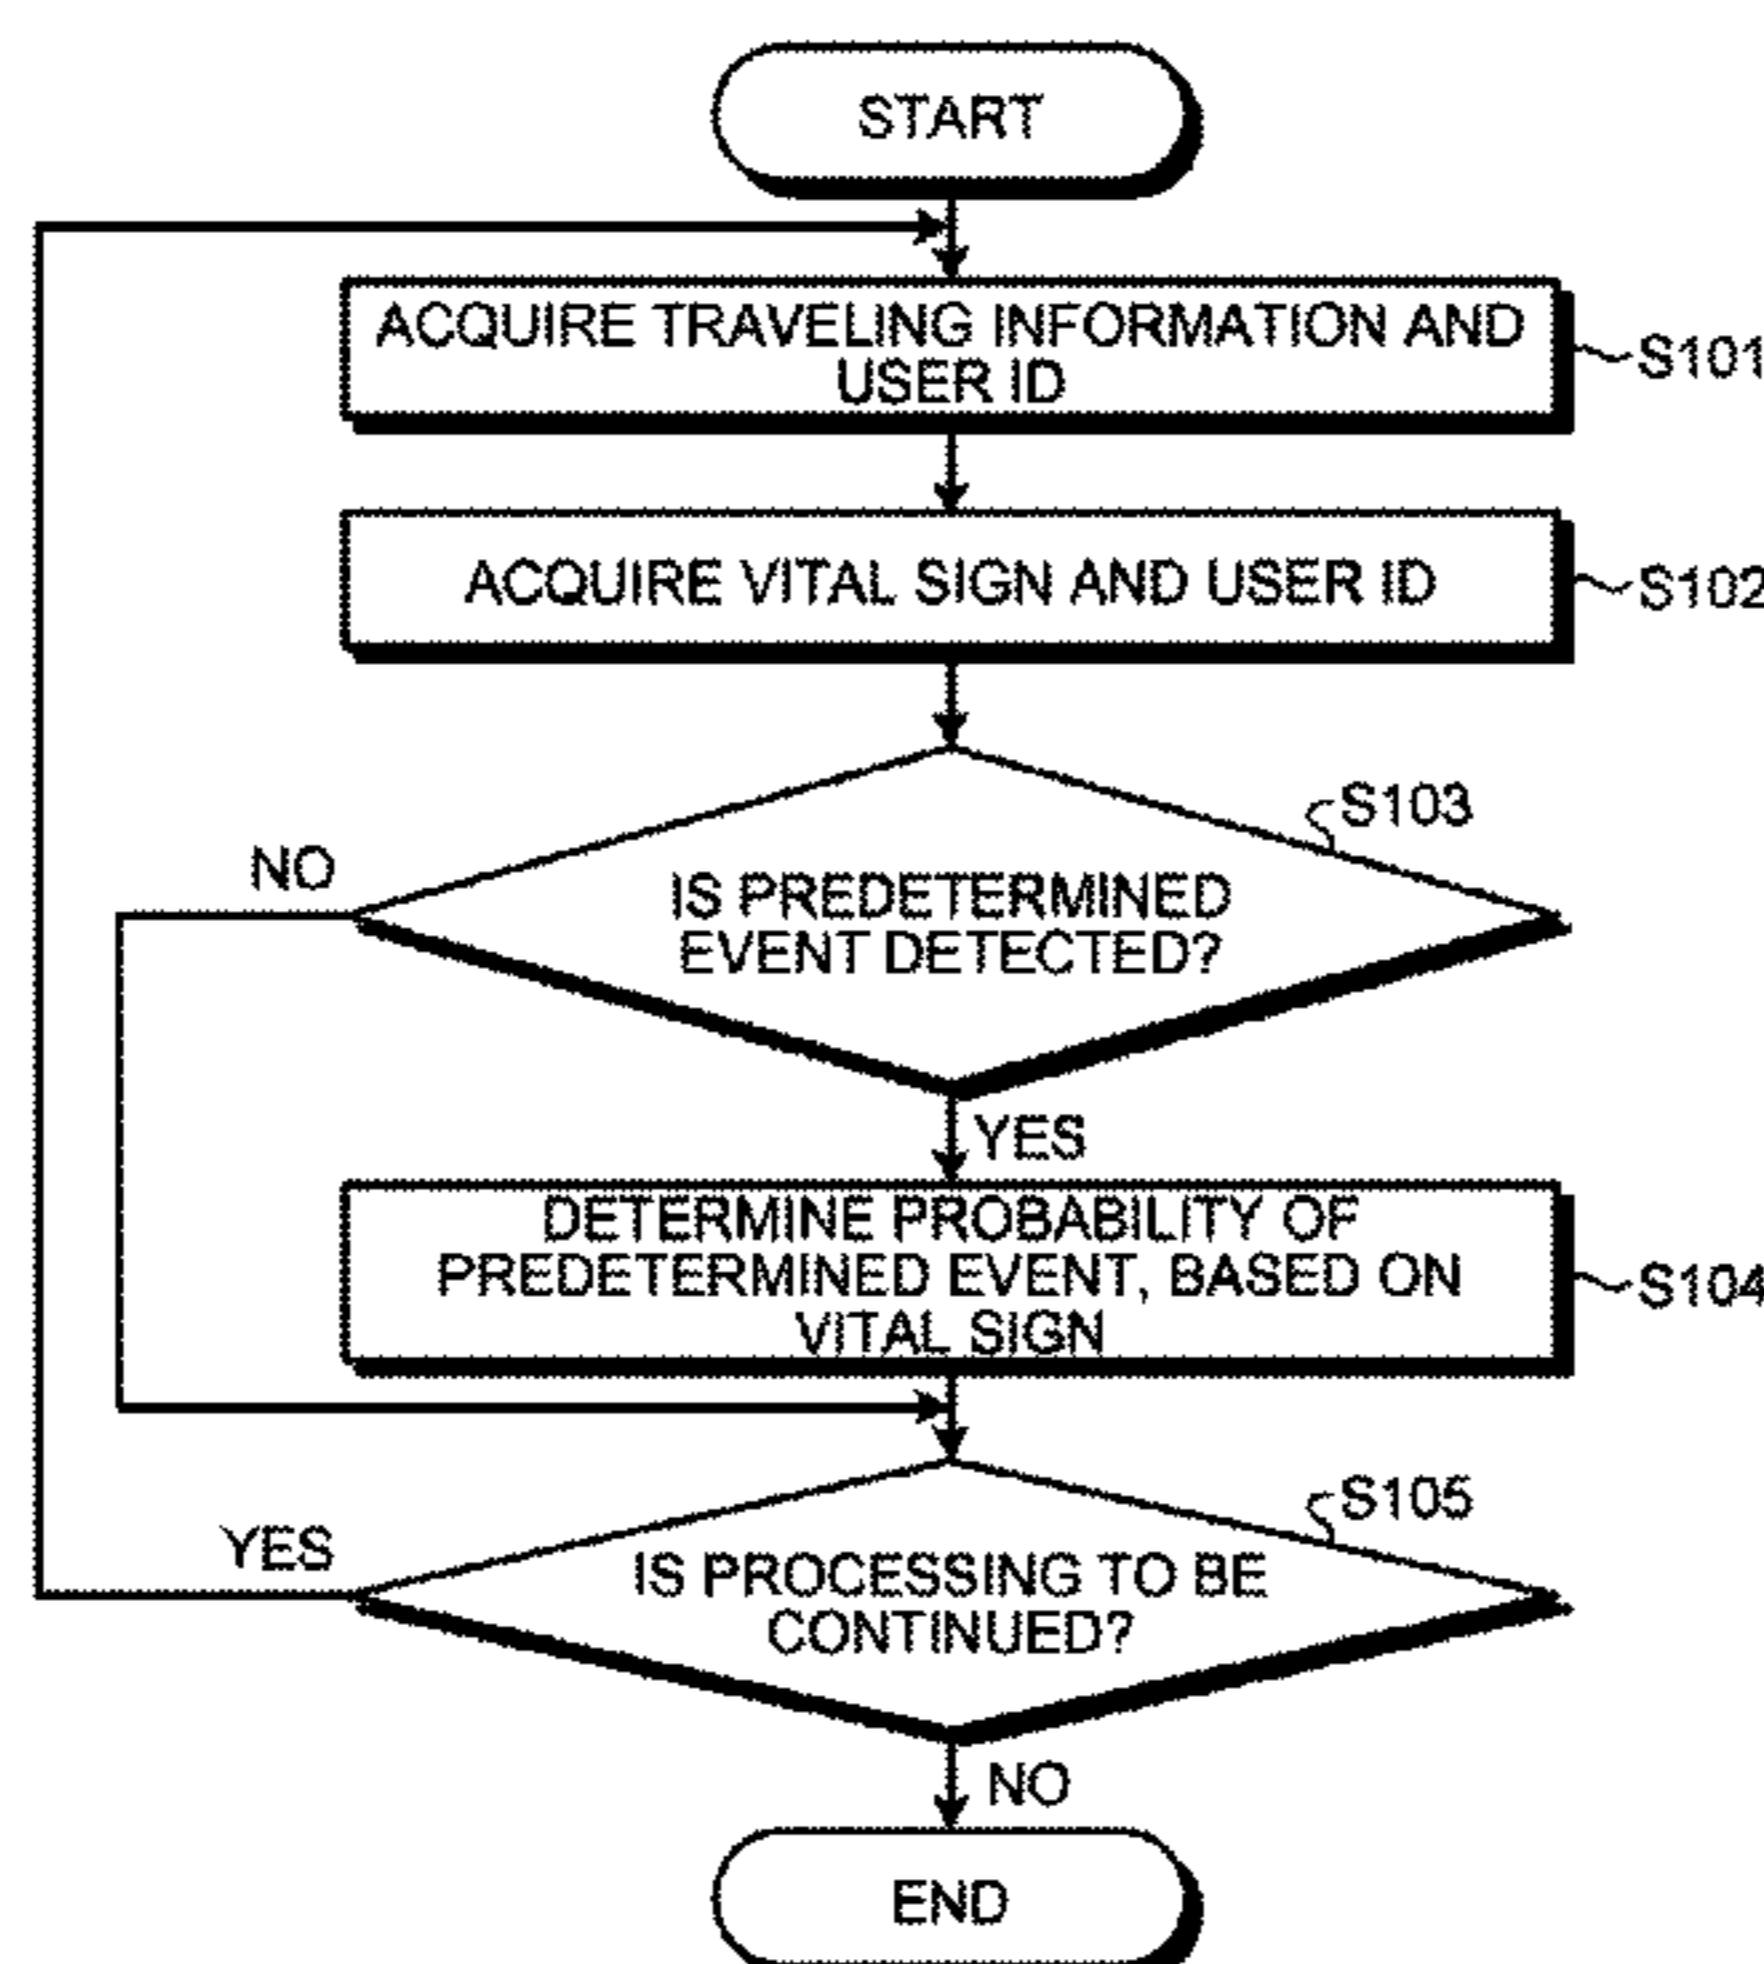 START
ACQUIRE TRAVELING INFORMATION AND
USER ID
S101
ACQUIRE VITAL SIGN AND USER ID
S102
S103
NO
IS PREDETERMINED
EVENT DETECTED?
YES
DETERMINE PROBABILITY OF
PREDETERMINED EVENT, BASED ON
VITAL SIGN
S104
S105
YES
IS PROCESSING TO BE
CONTINUED?
NO
END